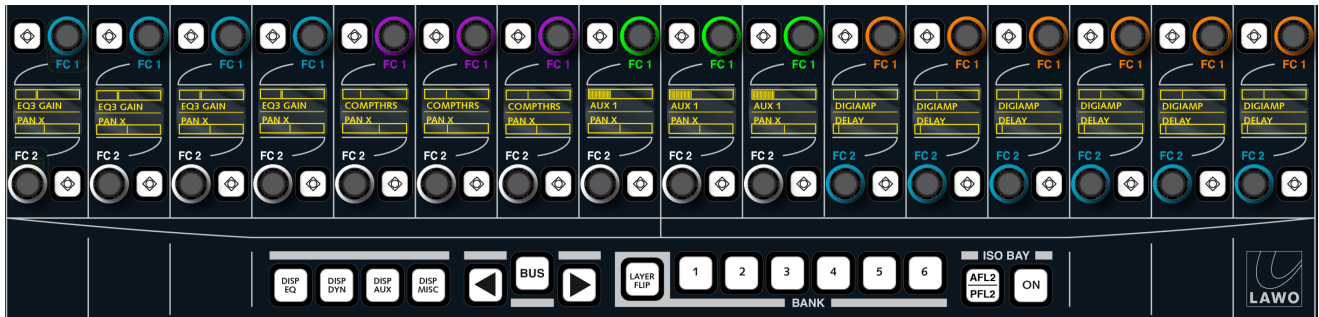 FC 1 FC 1 FC 1 FC 1 FC 1 FC 1 FC 1 FC 1 FC 1 FC 1 FC 1 FC 1 FC 1 FC 1 FC 1 FC 1
EQ3 GAIN EQ3 GAIN EQ3 GAIN EQ3 GAIN COMPTHRS COMPTHRS COMPTHRS AUX 1 AUX 1 AUX 1 DIGIAMP DIGIAMP DIGIAMP DIGIAMP DIGIAMP DIGIAMP
PAN X PAN X PAN X PAN X PAN X PAN X PAN X PAN X PAN X PAN X DELAY DELAY DELAY DELAY DELAY DELAY
FC 2 FC 2 FC 2 FC 2 FC 2 FC 2 FC 2 FC 2 FC 2 FC 2 FC 2 FC 2 FC 2 FC 2 FC 2 FC 2
ISO BAY
DISP EQ
DISP DYN
DISP AUX
DISP MISC
BUS
LAYER FLIP
1 2 3 4 5 6
AFL2
PFL2
ON
BANK
LAWO